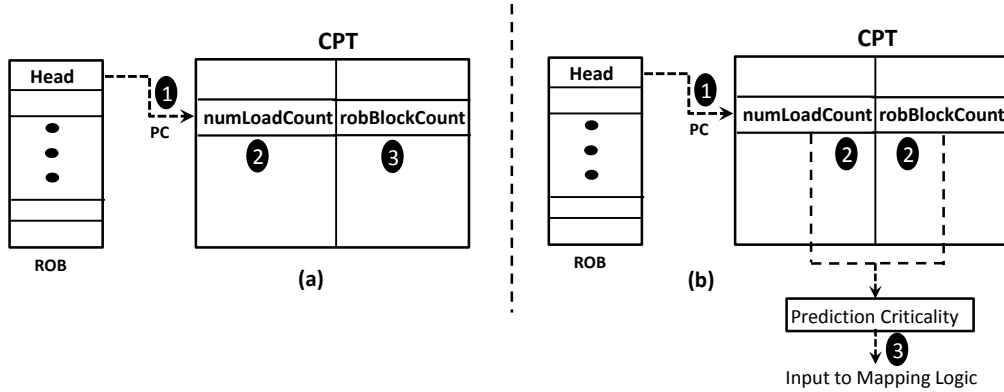 CPT
Head
1
PC
numLoadCount robBlockCount
2 3
ROB
(a)
CPT
Head
1
PC
numLoadCount robBlockCount
2 2
ROB
(b)
Prediction Criticality
3
Input to Mapping Logic